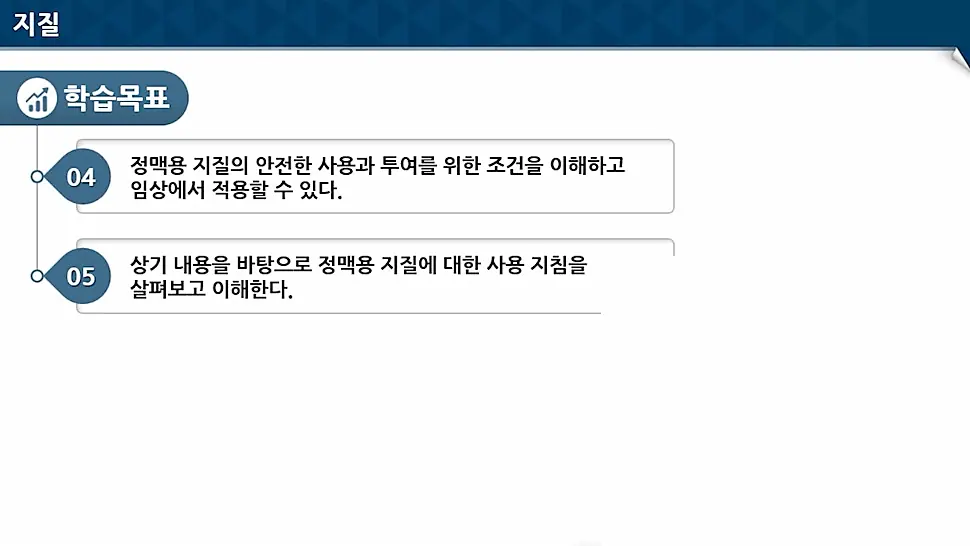 지질
학습목표
04
정맥용 지질의 안전한 사용과 투여를 위한 조건을 이해하고
임상에서 적용할 수 있다.
05
상기 내용을 바탕으로 정맥용 지질에 대한 사용 지침을
살펴보고 이해한다.